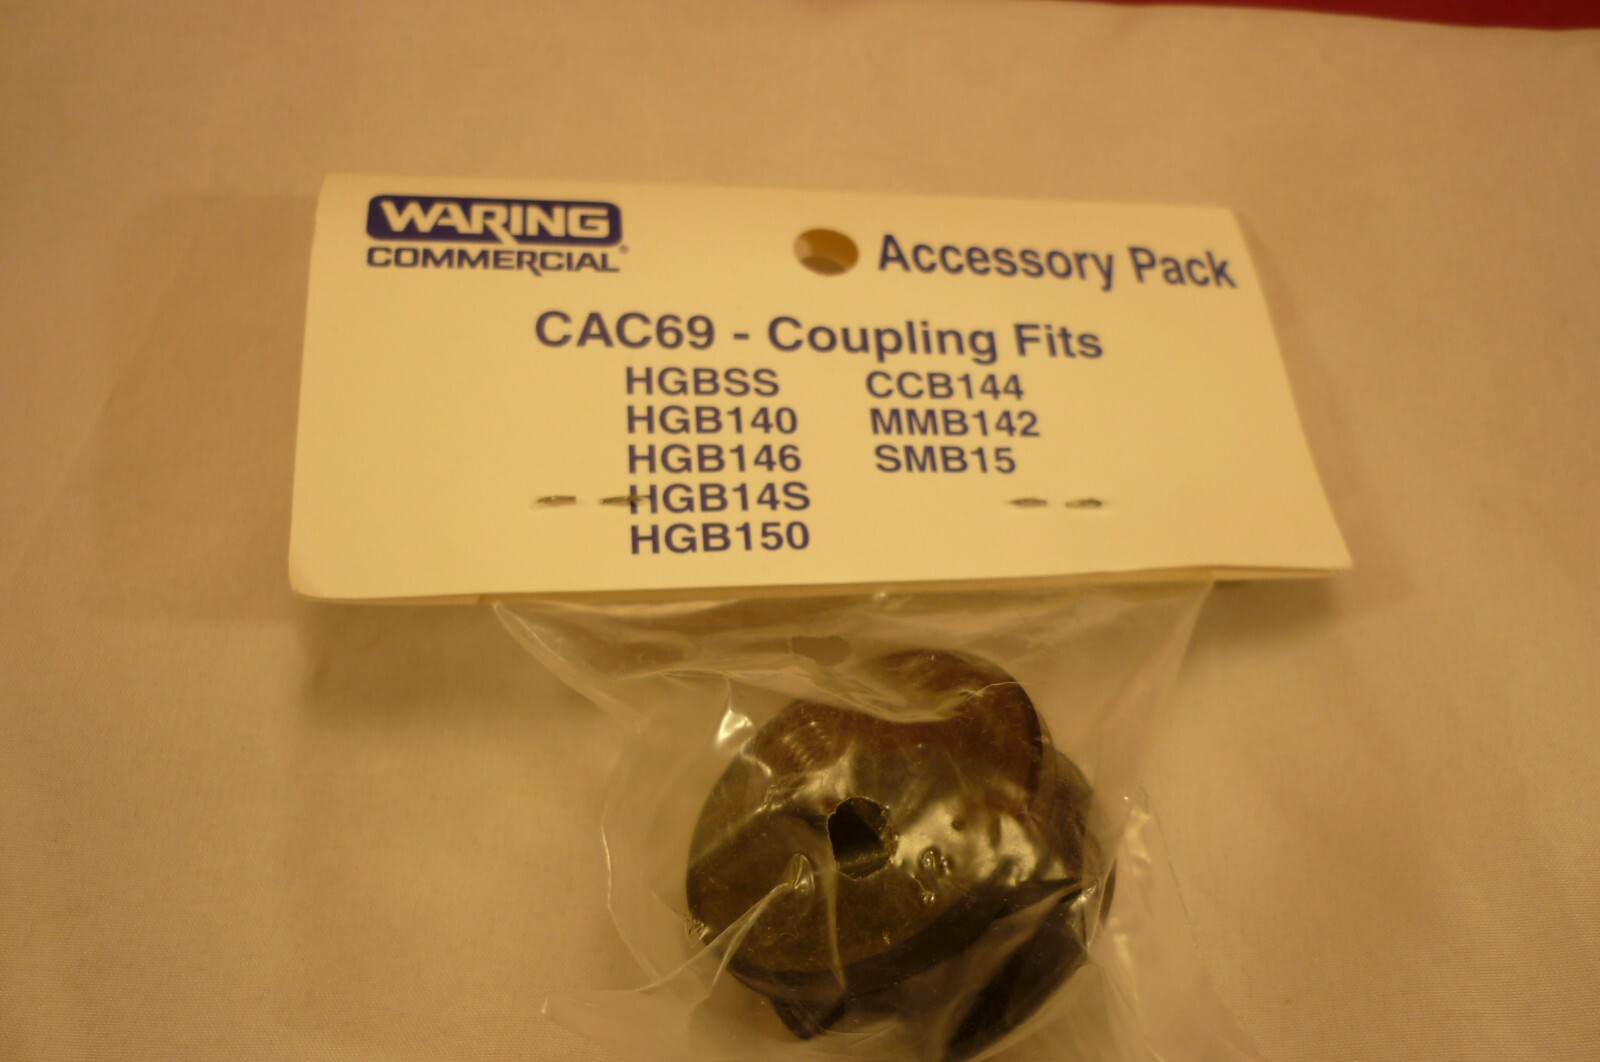 WARING
COMMERCIAL®
Accessory Pack
CAC69 - Coupling Fits
HGBSS CCB144
HGB140 MMB142
HGB146 SMB15
HGB14S
HGB150